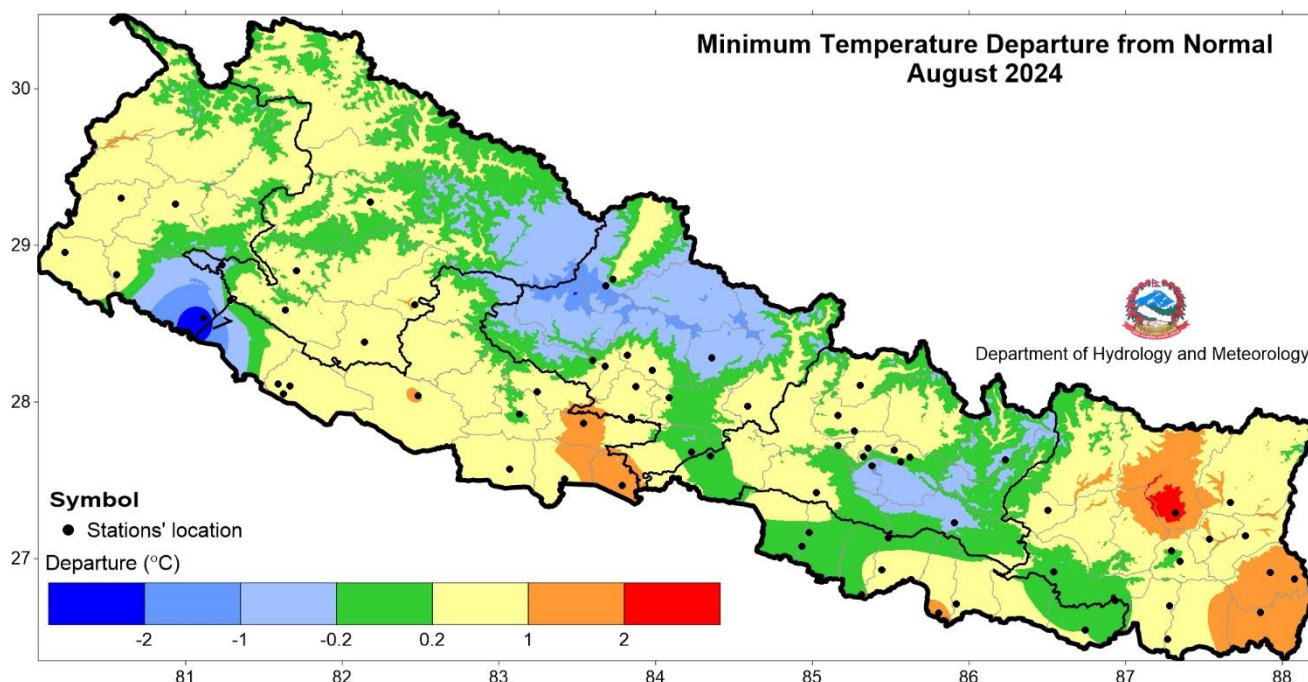 Minimum Temperature Departure from Normal
August 2024
30
29
28
27
Department of Hydrology and Meteorology
Symbol
Stations' location
Departure (°C)
-2 -1 -0.2 0.2 1 2
81 82 83 84 85 86 87 88